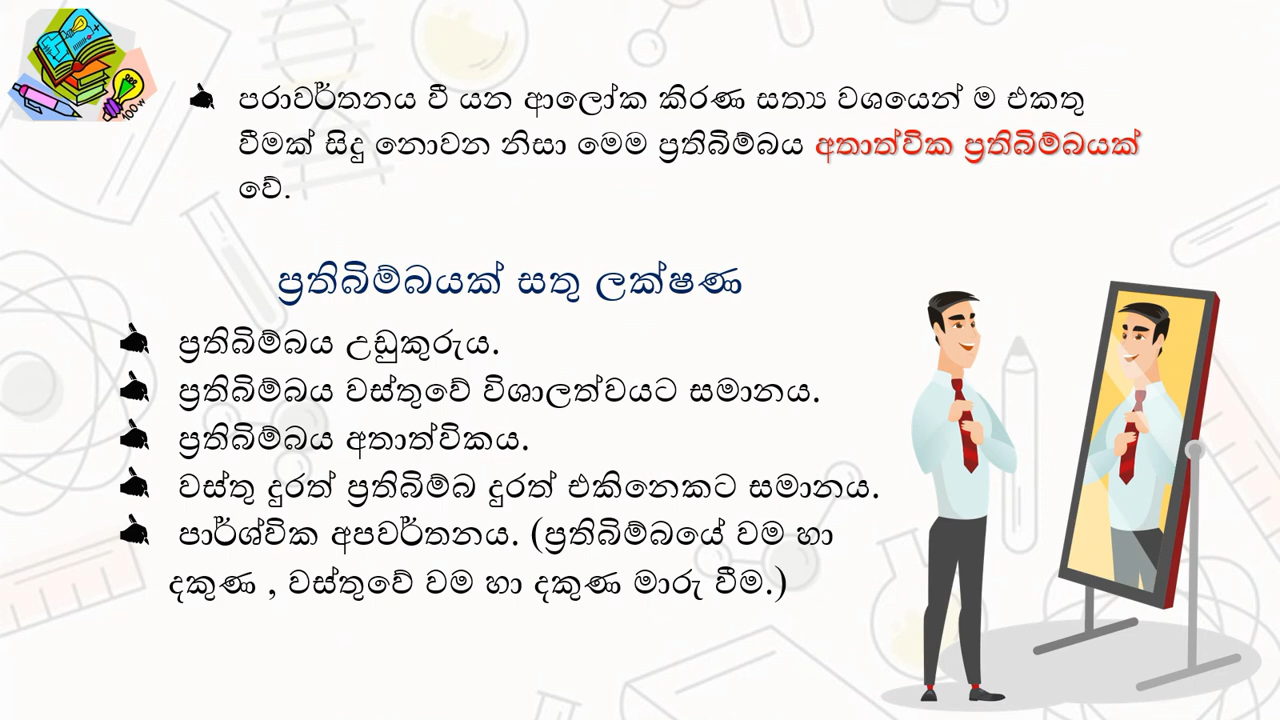 පරාවර්තනය වී යන ආලෝක කිරණ සත්‍ය වශයෙන් ම එකතු
වීමක් සිදු නොවන නිසා මෙම ප්‍රතිබිම්බය අතාත්වික ප්‍රතිබිම්බයක්
වේ.
ප්‍රතිබිම්බයක් සතු ලක්ෂණ
ප්‍රතිබිම්බය උඩුකුරුය.
ප්‍රතිබිම්බය වස්තුවේ විශාලත්වයට සමානය.
ප්‍රතිබිම්බය අතාත්විකය.
වස්තු දුරත් ප්‍රතිබිම්බ දුරත් එකිනෙකට සමානය.
පාර්ශ්වික අපවර්තනය. (ප්‍රතිබිම්බයේ වම හා
දකුණ , වස්තුවේ වම හා දකුණ මාරු වීම.)
100W